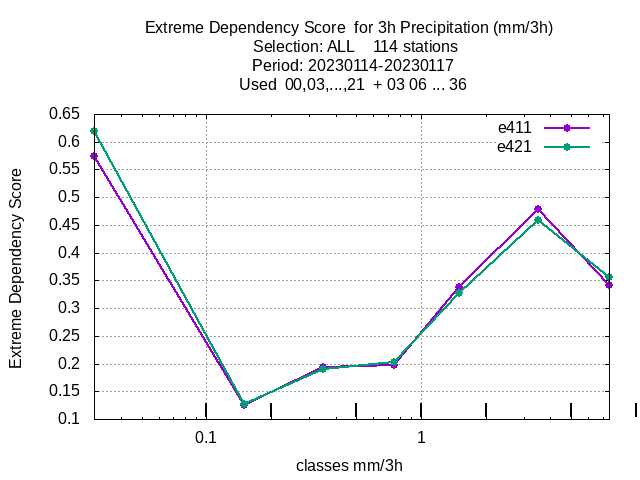 Extreme Dependency Score  for 3h Precipitation (mm/3h)
Selection: ALL    114 stations
Period: 20230114-20230117
Used  00,03,...,21  + 03 06 ... 36
e411
e421
Extreme Dependency Score
0.65
0.6
0.55
0.5
0.45
0.4
0.35
0.3
0.25
0.2
0.15
0.1
0.1
1
classes mm/3h